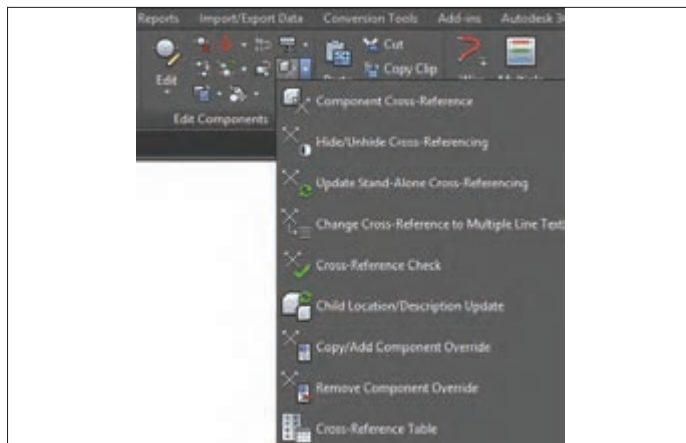 Reports Import/Export Data Conversion Tools Add-ins Autodesk
Cut
Edit
Copy Clip
Edit Components
Component Cross-Reference
Hide/Unhide Cross-Referencing
Update Stand-Alone Cross-Referencing
Change Cross-Reference to Multiple Line Text
Cross-Reference Check
Child Location/Description Update
Copy/Add Component Override
Remove Component Override
Cross-Reference Table